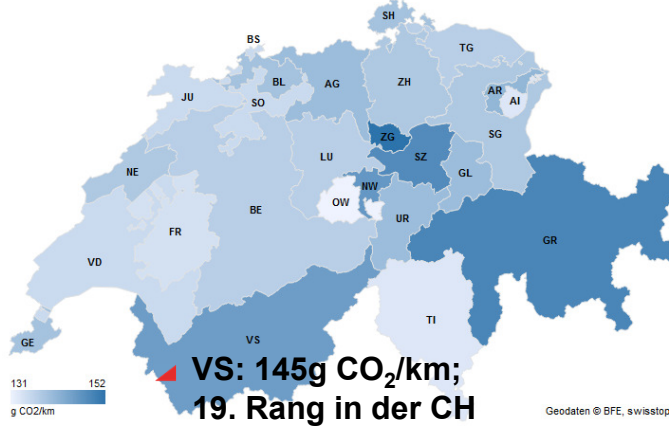 SH
BS
TG
BL
AG
ZH
AR
AI
JU
SO
ZG
SG
LU
SZ
NE
GL
NW
OW
BE
UR
FR
GR
VD
TI
VS
GE
VS: 145g CO₂/km;
19. Rang in der CH
131 152
g CO2/km
Geodaten © BFE, swisstop